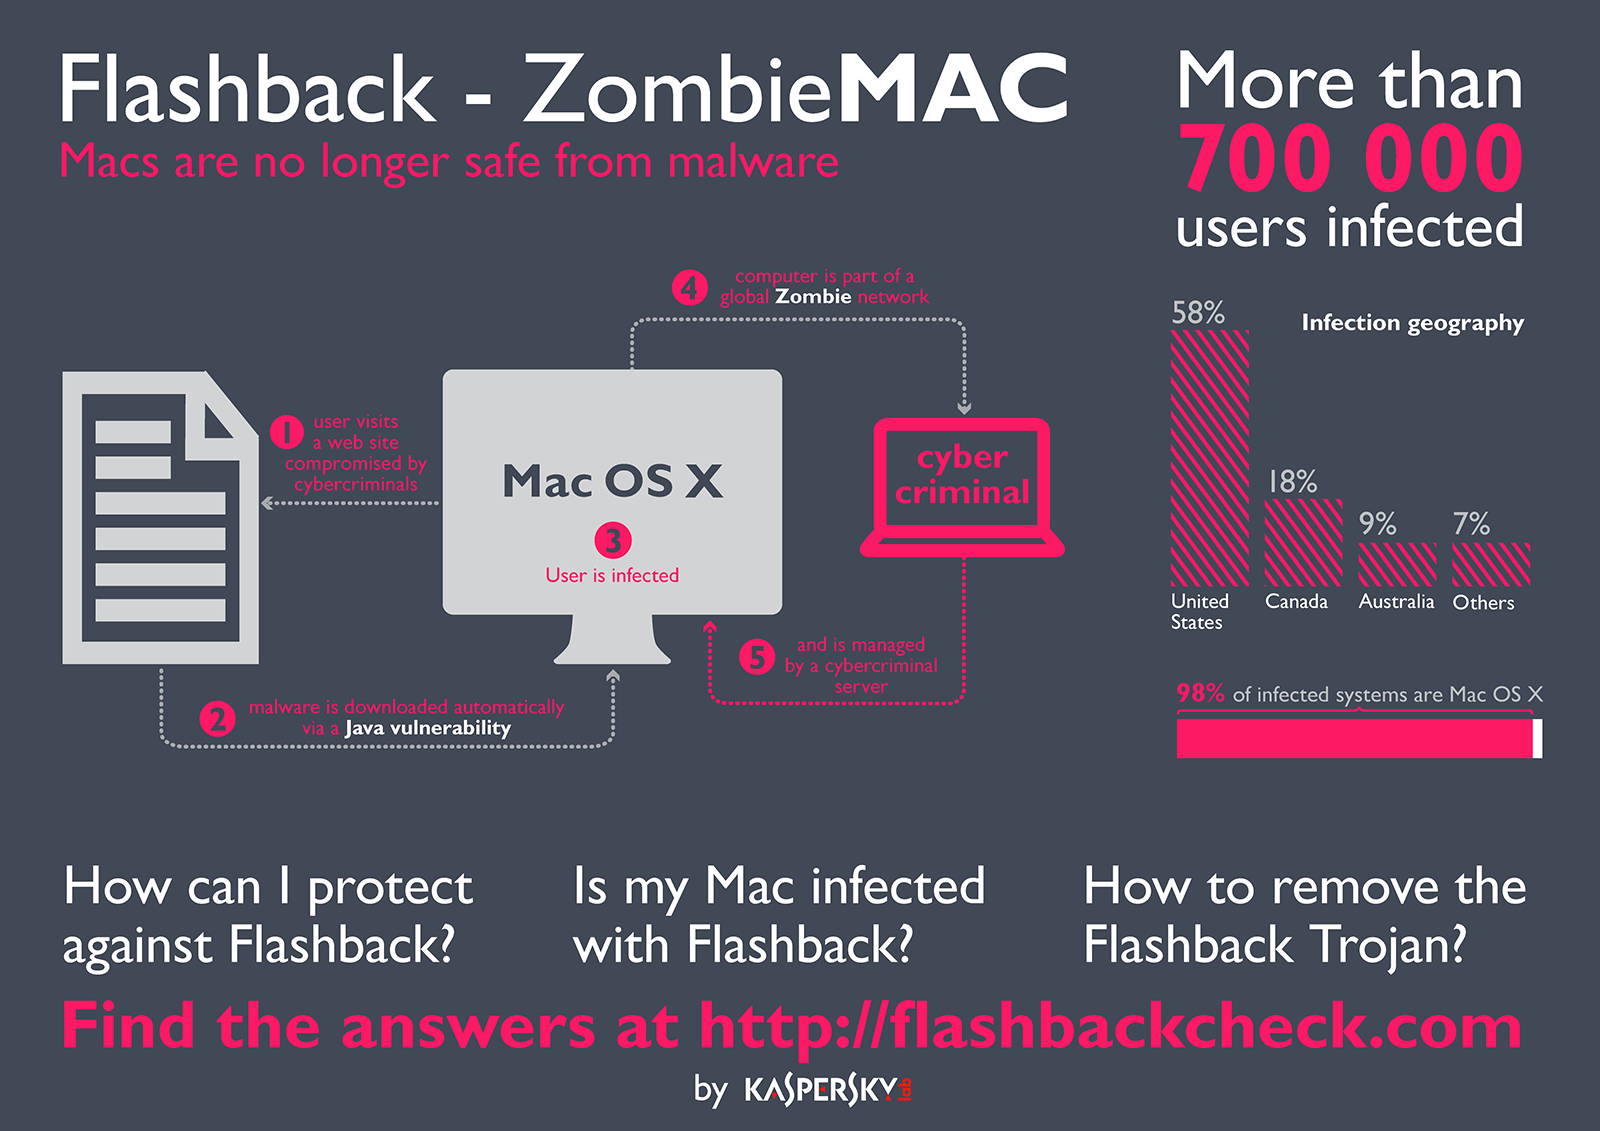 Flashback - ZombieMAC
Macs are no longer safe from malware
More than
700 000
users infected
1
user visits
a web site
compromised by
cybercriminals
2
malware is downloaded automatically
via a Java vulnerability
Mac OS X
3
User is infected
4
computer is part of a
global Zombie network
cyber
criminal
5
and is managed
by a cybercriminal
server
Infection geography
58%
18%
9%
7%
United
States
Canada
Australia
Others
98% of infected systems are Mac OS X
How can I protect
against Flashback?
Is my Mac infected
with Flashback?
How to remove the
Flashback Trojan?
Find the answers at http://flashbackcheck.com
by KASPERSKY lab